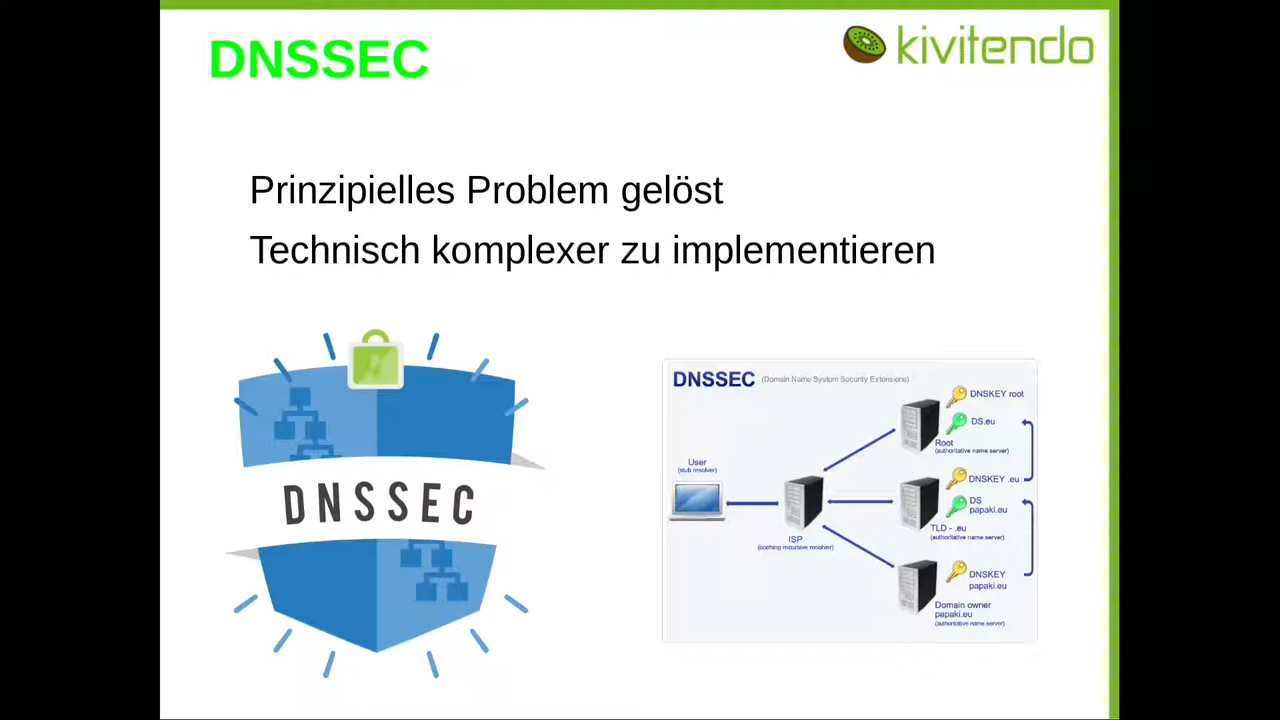 DNSSEC
kivitendo
Prinzipielles Problem gelöst
Technisch komplexer zu implementieren
DNSSEC
DNSSEC (Domain Name System Security Extensions)
DNSKEY root
DS.eu
Root
(authoritative name server)
User
(stub resolver)
DNSKEY .eu
DS
papaki.eu
TLD - .eu
(authoritative name server)
ISP
(caching recursive resolver)
DNSKEY
papaki.eu
Domain owner
papaki.eu
(authoritative name server)